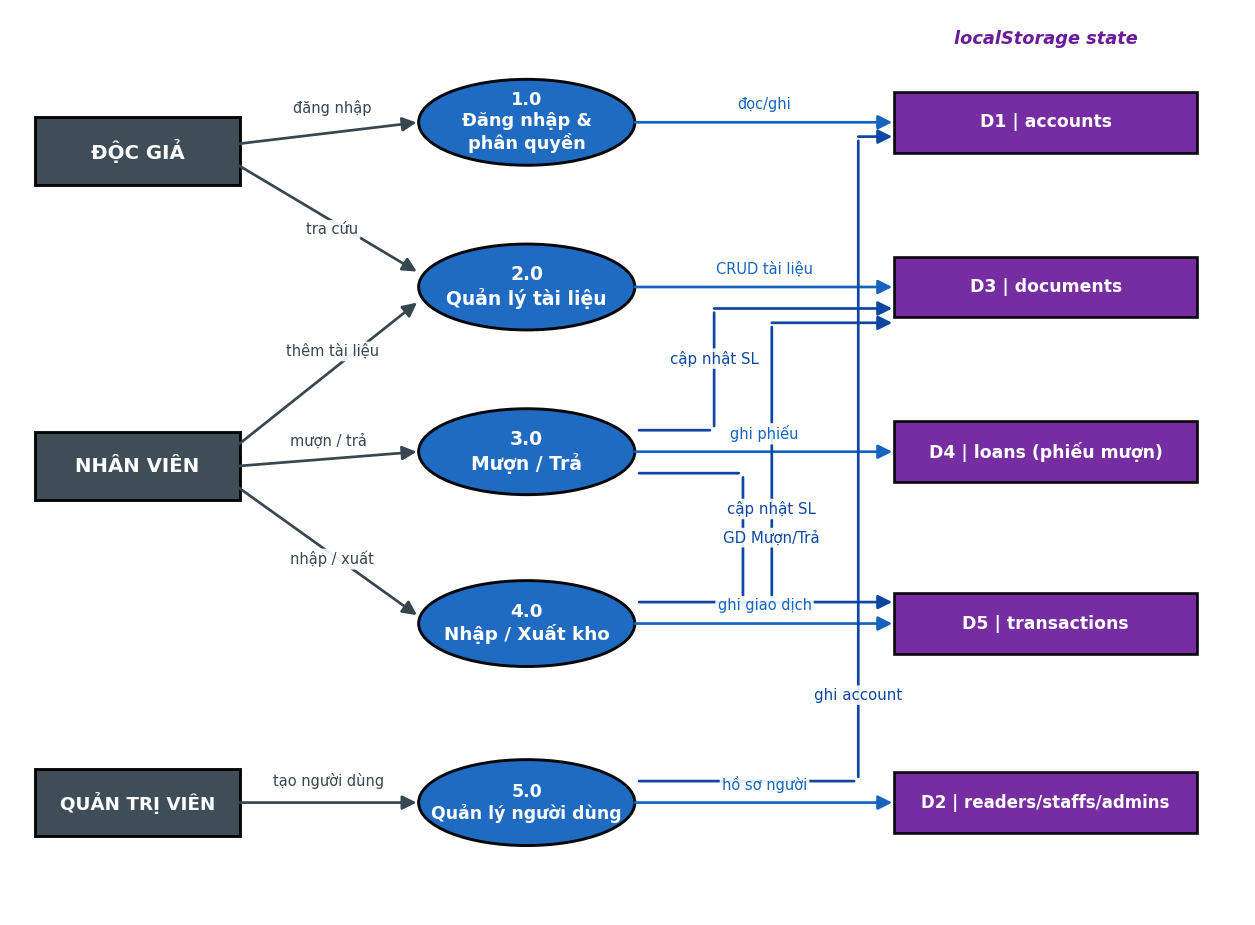 localStorage state
ĐỘC GIẢ
đăng nhập
1.0
Đăng nhập &
phân quyền
đọc/ghi
D1 | accounts
tra cứu
2.0
Quản lý tài liệu
CRUD tài liệu
D3 | documents
thêm tài liệu
cập nhật SL
NHÂN VIÊN
mượn / trả
3.0
Mượn / Trả
ghi phiếu
D4 | loans (phiếu mượn)
cập nhật SL
GD Mượn/Trả
nhập / xuất
4.0
Nhập / Xuất kho
ghi giao dịch
D5 | transactions
ghi account
QUẢN TRỊ VIÊN
tạo người dùng
5.0
Quản lý người dùng
hồ sơ người
D2 | readers/staffs/admins